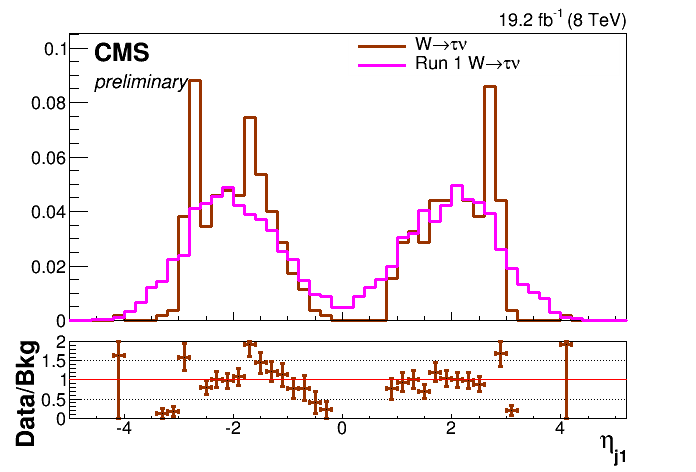 19.2 fb-1 (8 TeV)
CMS
preliminary
W→τν
Run 1 W→τν
0.1
0.08
0.06
0.04
0.02
0
Data/Bkg
2
1.5
1
0.5
0
-4 -2 0 2 4
ηj1